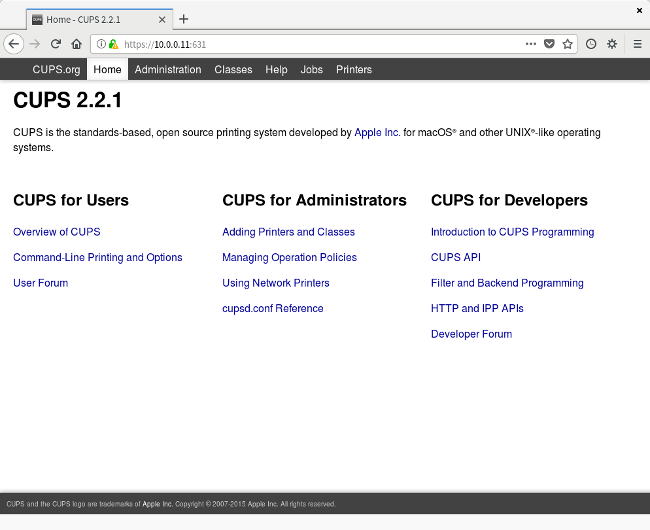 Home - CUPS 2.2.1
https://10.0.0.11:631
CUPS.org Home Administration Classes Help Jobs Printers
CUPS 2.2.1
CUPS is the standards-based, open source printing system developed by Apple Inc. for macOS® and other UNIX®-like operating
systems.
CUPS for Users
Overview of CUPS
Command-Line Printing and Options
User Forum
CUPS for Administrators
Adding Printers and Classes
Managing Operation Policies
Using Network Printers
cupsd.conf Reference
CUPS for Developers
Introduction to CUPS Programming
CUPS API
Filter and Backend Programming
HTTP and IPP APIs
Developer Forum
CUPS and the CUPS logo are trademarks of Apple Inc. Copyright © 2007-2015 Apple Inc. All rights reserved.